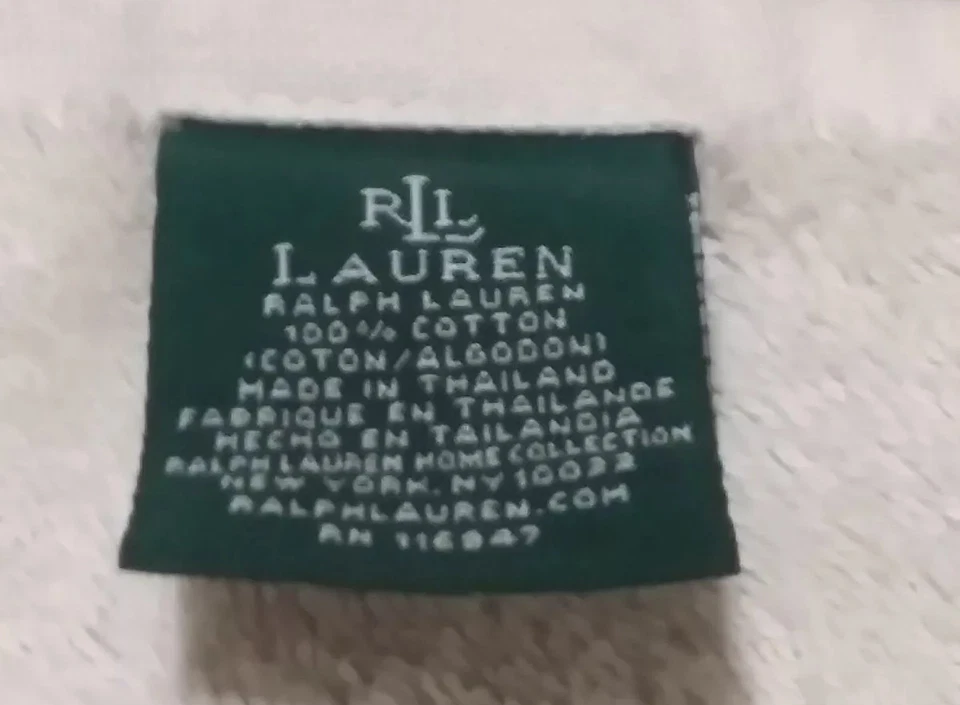 RLL
LAUREN
RALPH LAUREN
100% COTTON
(COTON/ALGODON)
MADE IN THAILAND
FABRIQUE EN THAILANDE
HECHO EN TAILANDIA
RALPH LAUREN HOME COLLECTION
NEW YORK, NY 10022
RALPHLAUREN.COM
RN